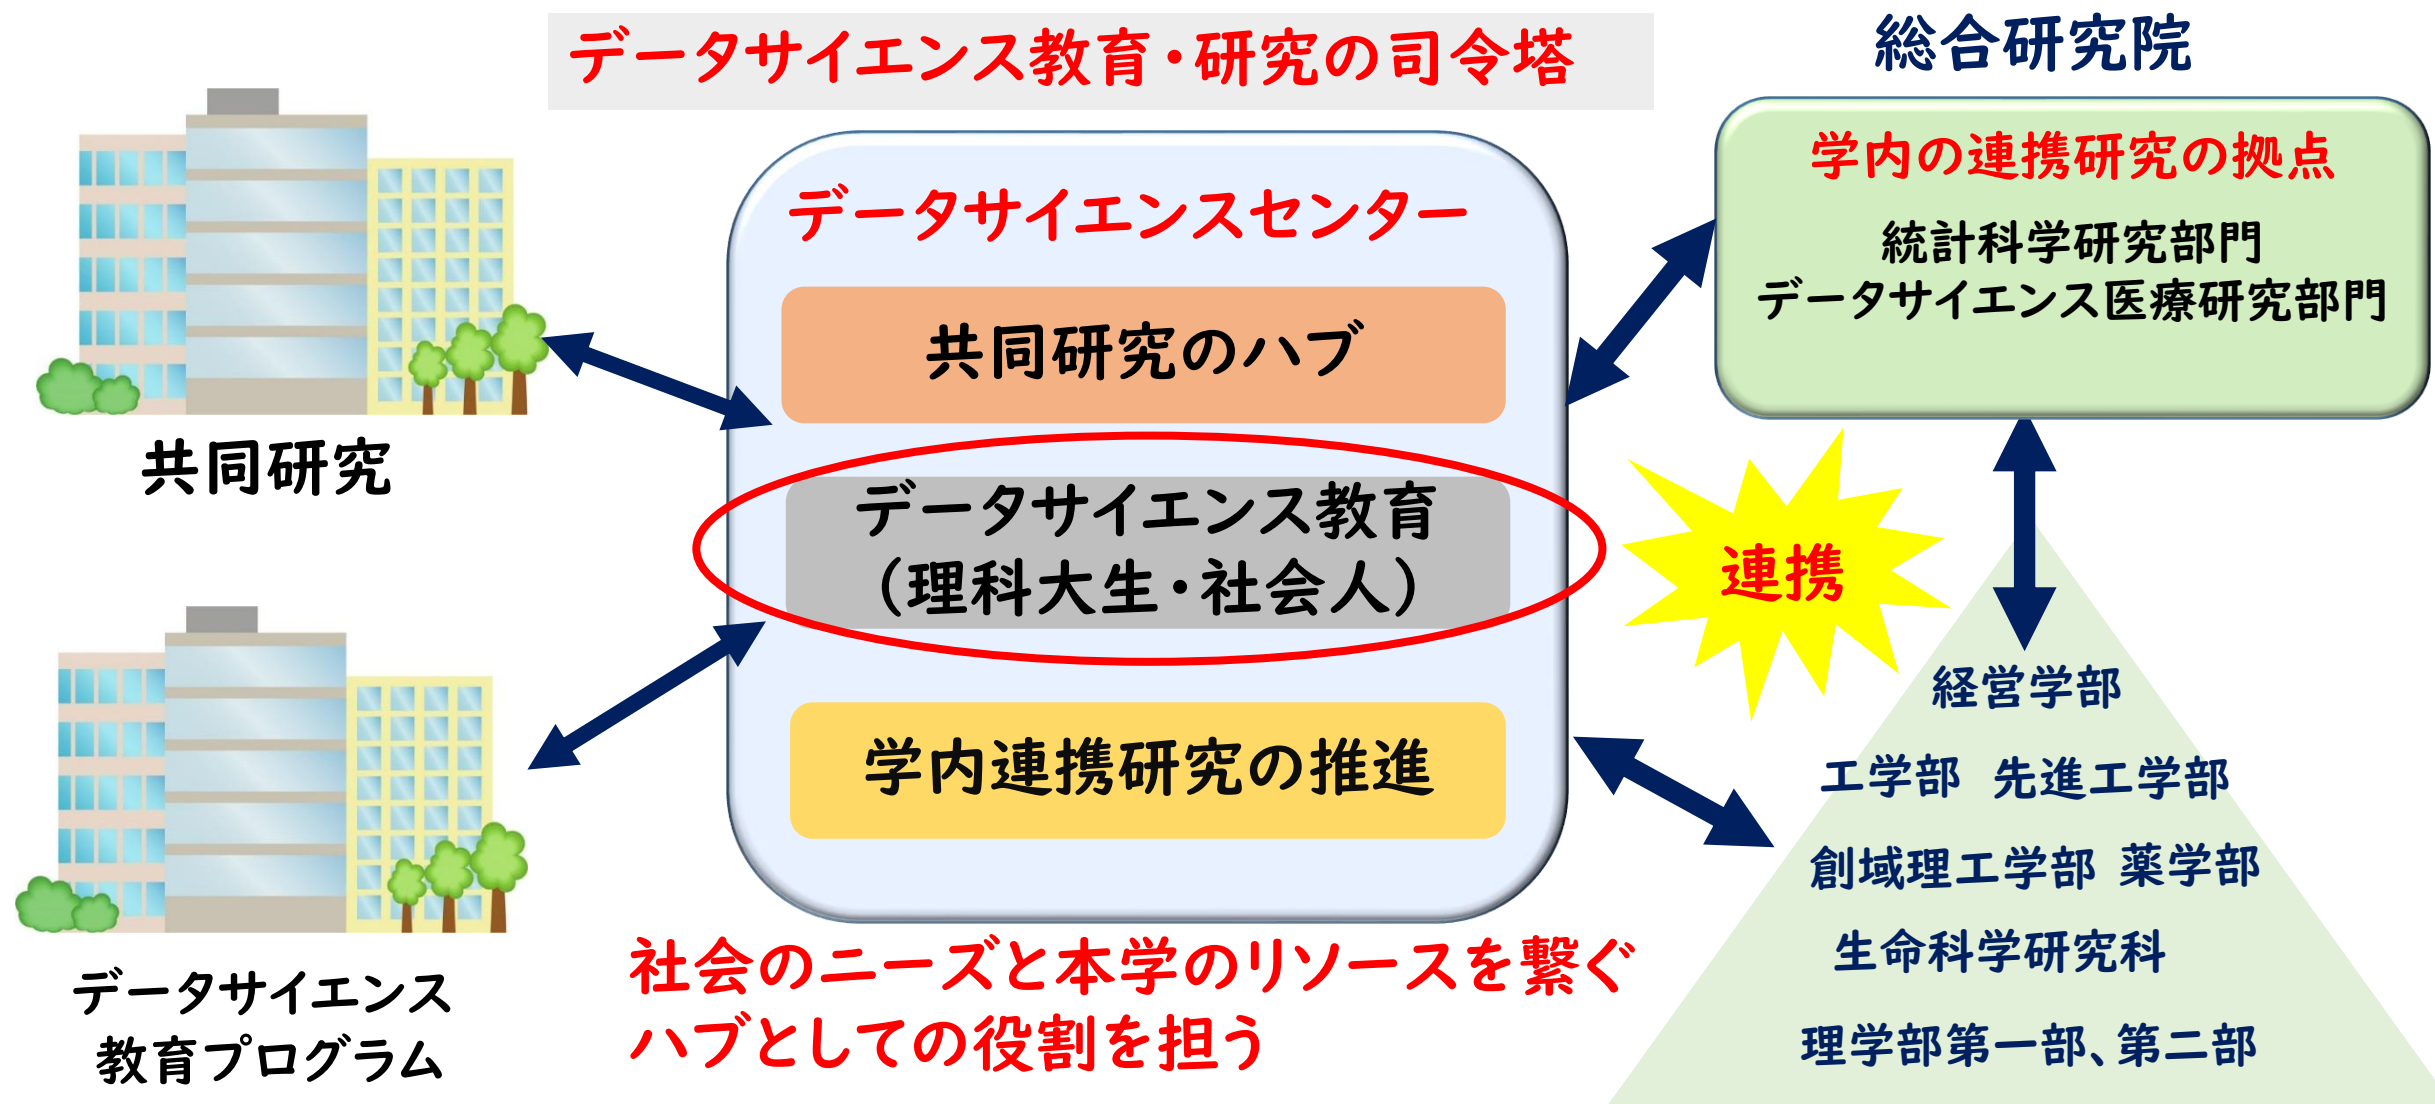 データサイエンス教育・研究の司令塔
総合研究院
データサイエンスセンター
共同研究のハブ
データサイエンス教育
（理科大生・社会人）
学内連携研究の推進
共同研究
データサイエンス
教育プログラム
社会のニーズと本学のリソースを繋ぐ
ハブとしての役割を担う
学内の連携研究の拠点
統計科学研究部門
データサイエンス医療研究部門
連携
経営学部
工学部 先進工学部
創域理工学部 薬学部
生命科学研究科
理学部第一部、第二部